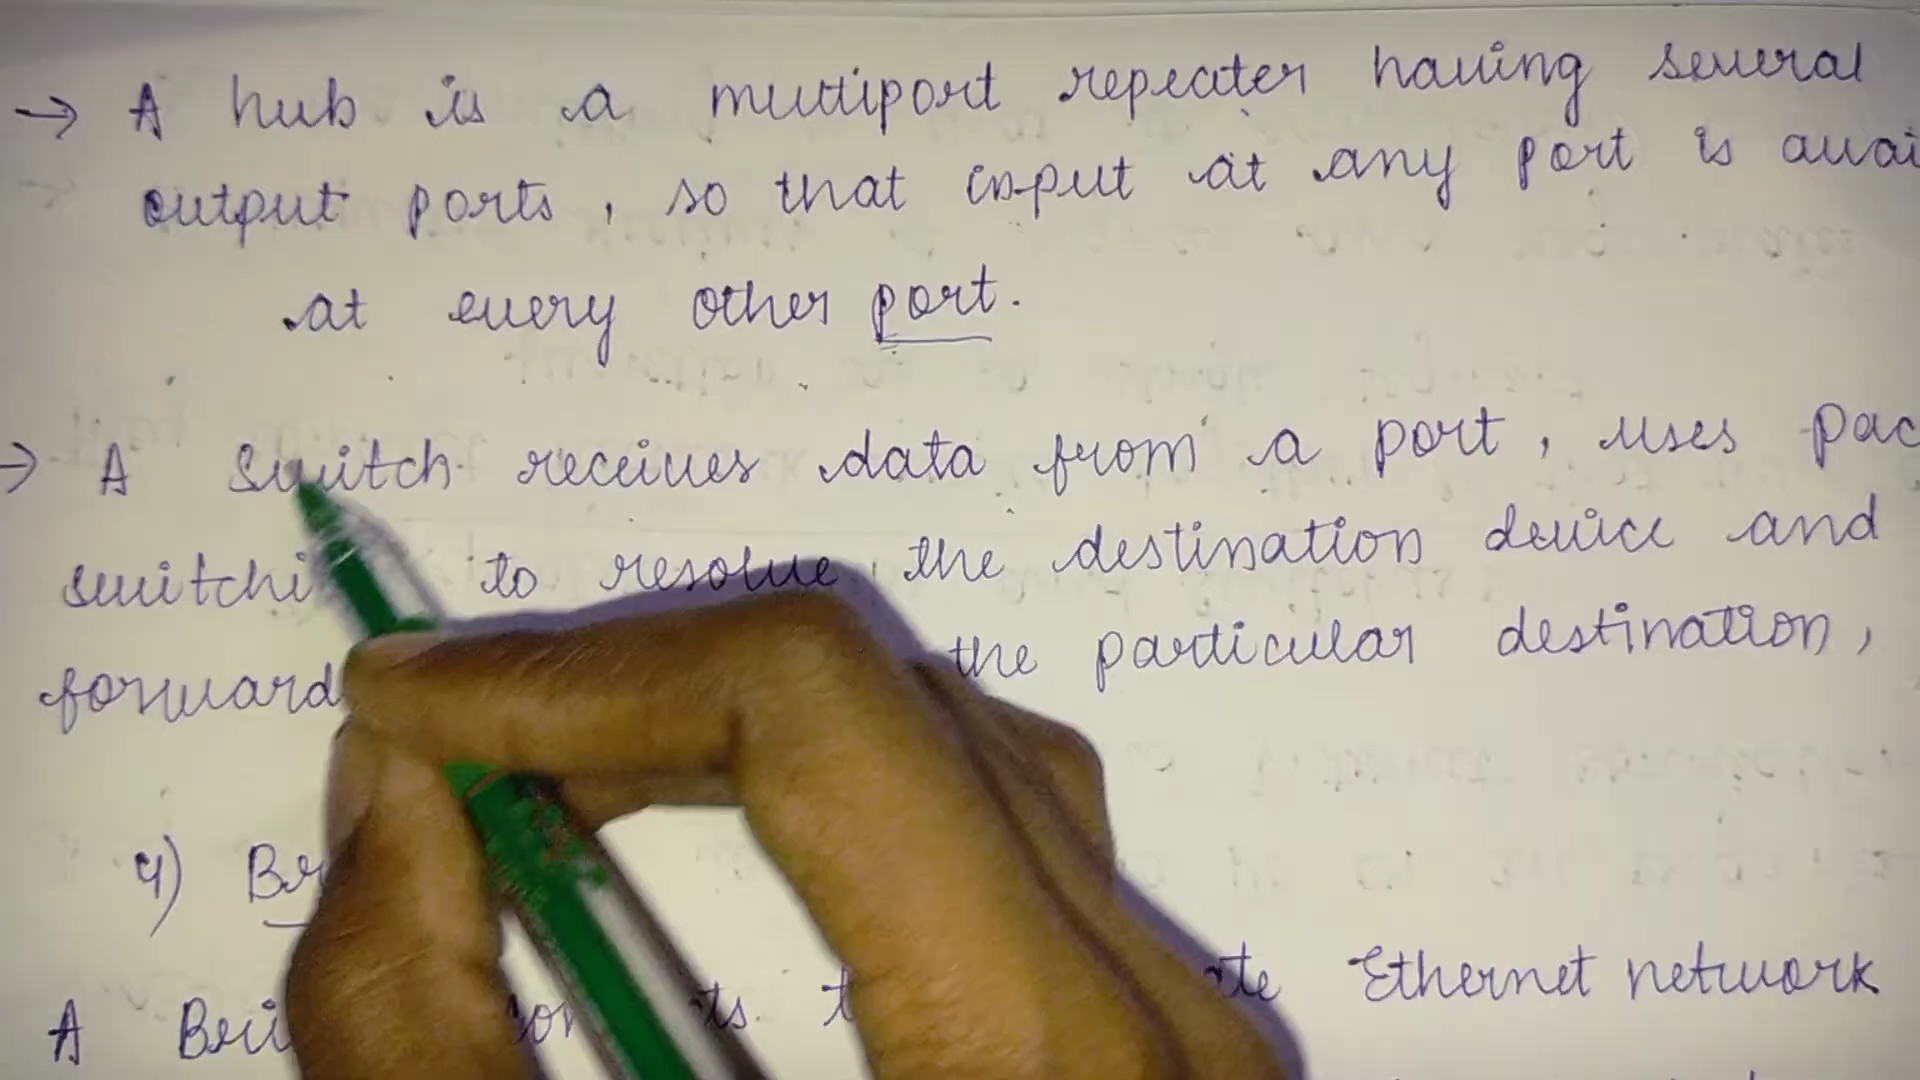 → A hub is a multiport repeater having several
output ports, so that input at any port is avai
at every other port.
→ A Switch receives data from a port, uses pac
switchi to resolve the destination device and
forward the particular destination,
4) Br
A Bri ts Ethernet network